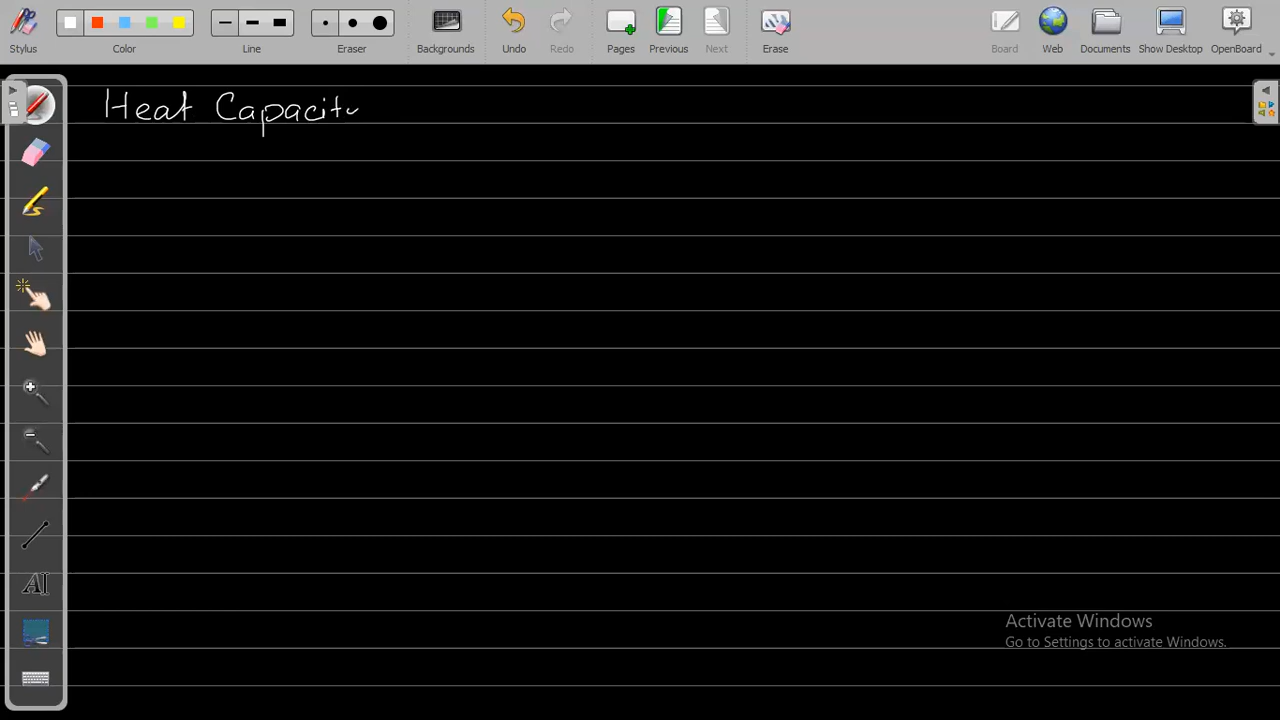 Stylus
Color
Line
Eraser
Backgrounds
Undo
Redo
Pages
Previous
Next
Erase
Board
Web
Documents
Show Desktop
OpenBoard
Heat Capacit
AI
Activate Windows
Go to Settings to activate Windows.